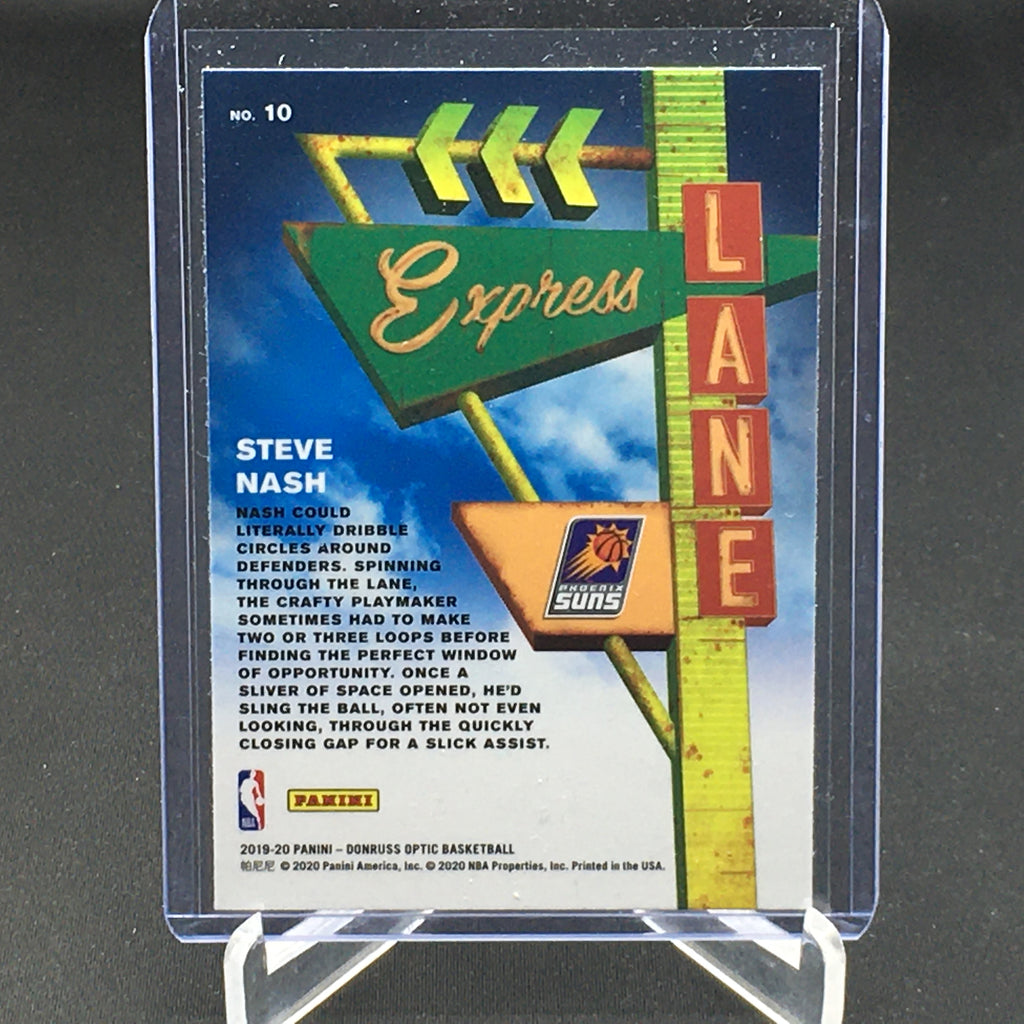 NO. 10
Express
LANE
STEVE
NASH
NASH COULD
LITERALLY DRIBBLE
CIRCLES AROUND
DEFENDERS. SPINNING
THROUGH THE LANE,
THE CRAFTY PLAYMAKER
SOMETIMES HAD TO MAKE
TWO OR THREE LOOPS BEFORE
FINDING THE PERFECT WINDOW
OF OPPORTUNITY. ONCE A
SLIVER OF SPACE OPENED, HE'D
SLING THE BALL, OFTEN NOT EVEN
LOOKING, THROUGH THE QUICKLY
CLOSING GAP FOR A SLICK ASSIST.
PHOENIX
SUNS
NBA
PANINI
2019-20 PANINI – DONRUSS OPTIC BASKETBALL
帕尼尼 © 2020 Panini America, Inc. © 2020 NBA Properties, Inc. Printed in the USA.